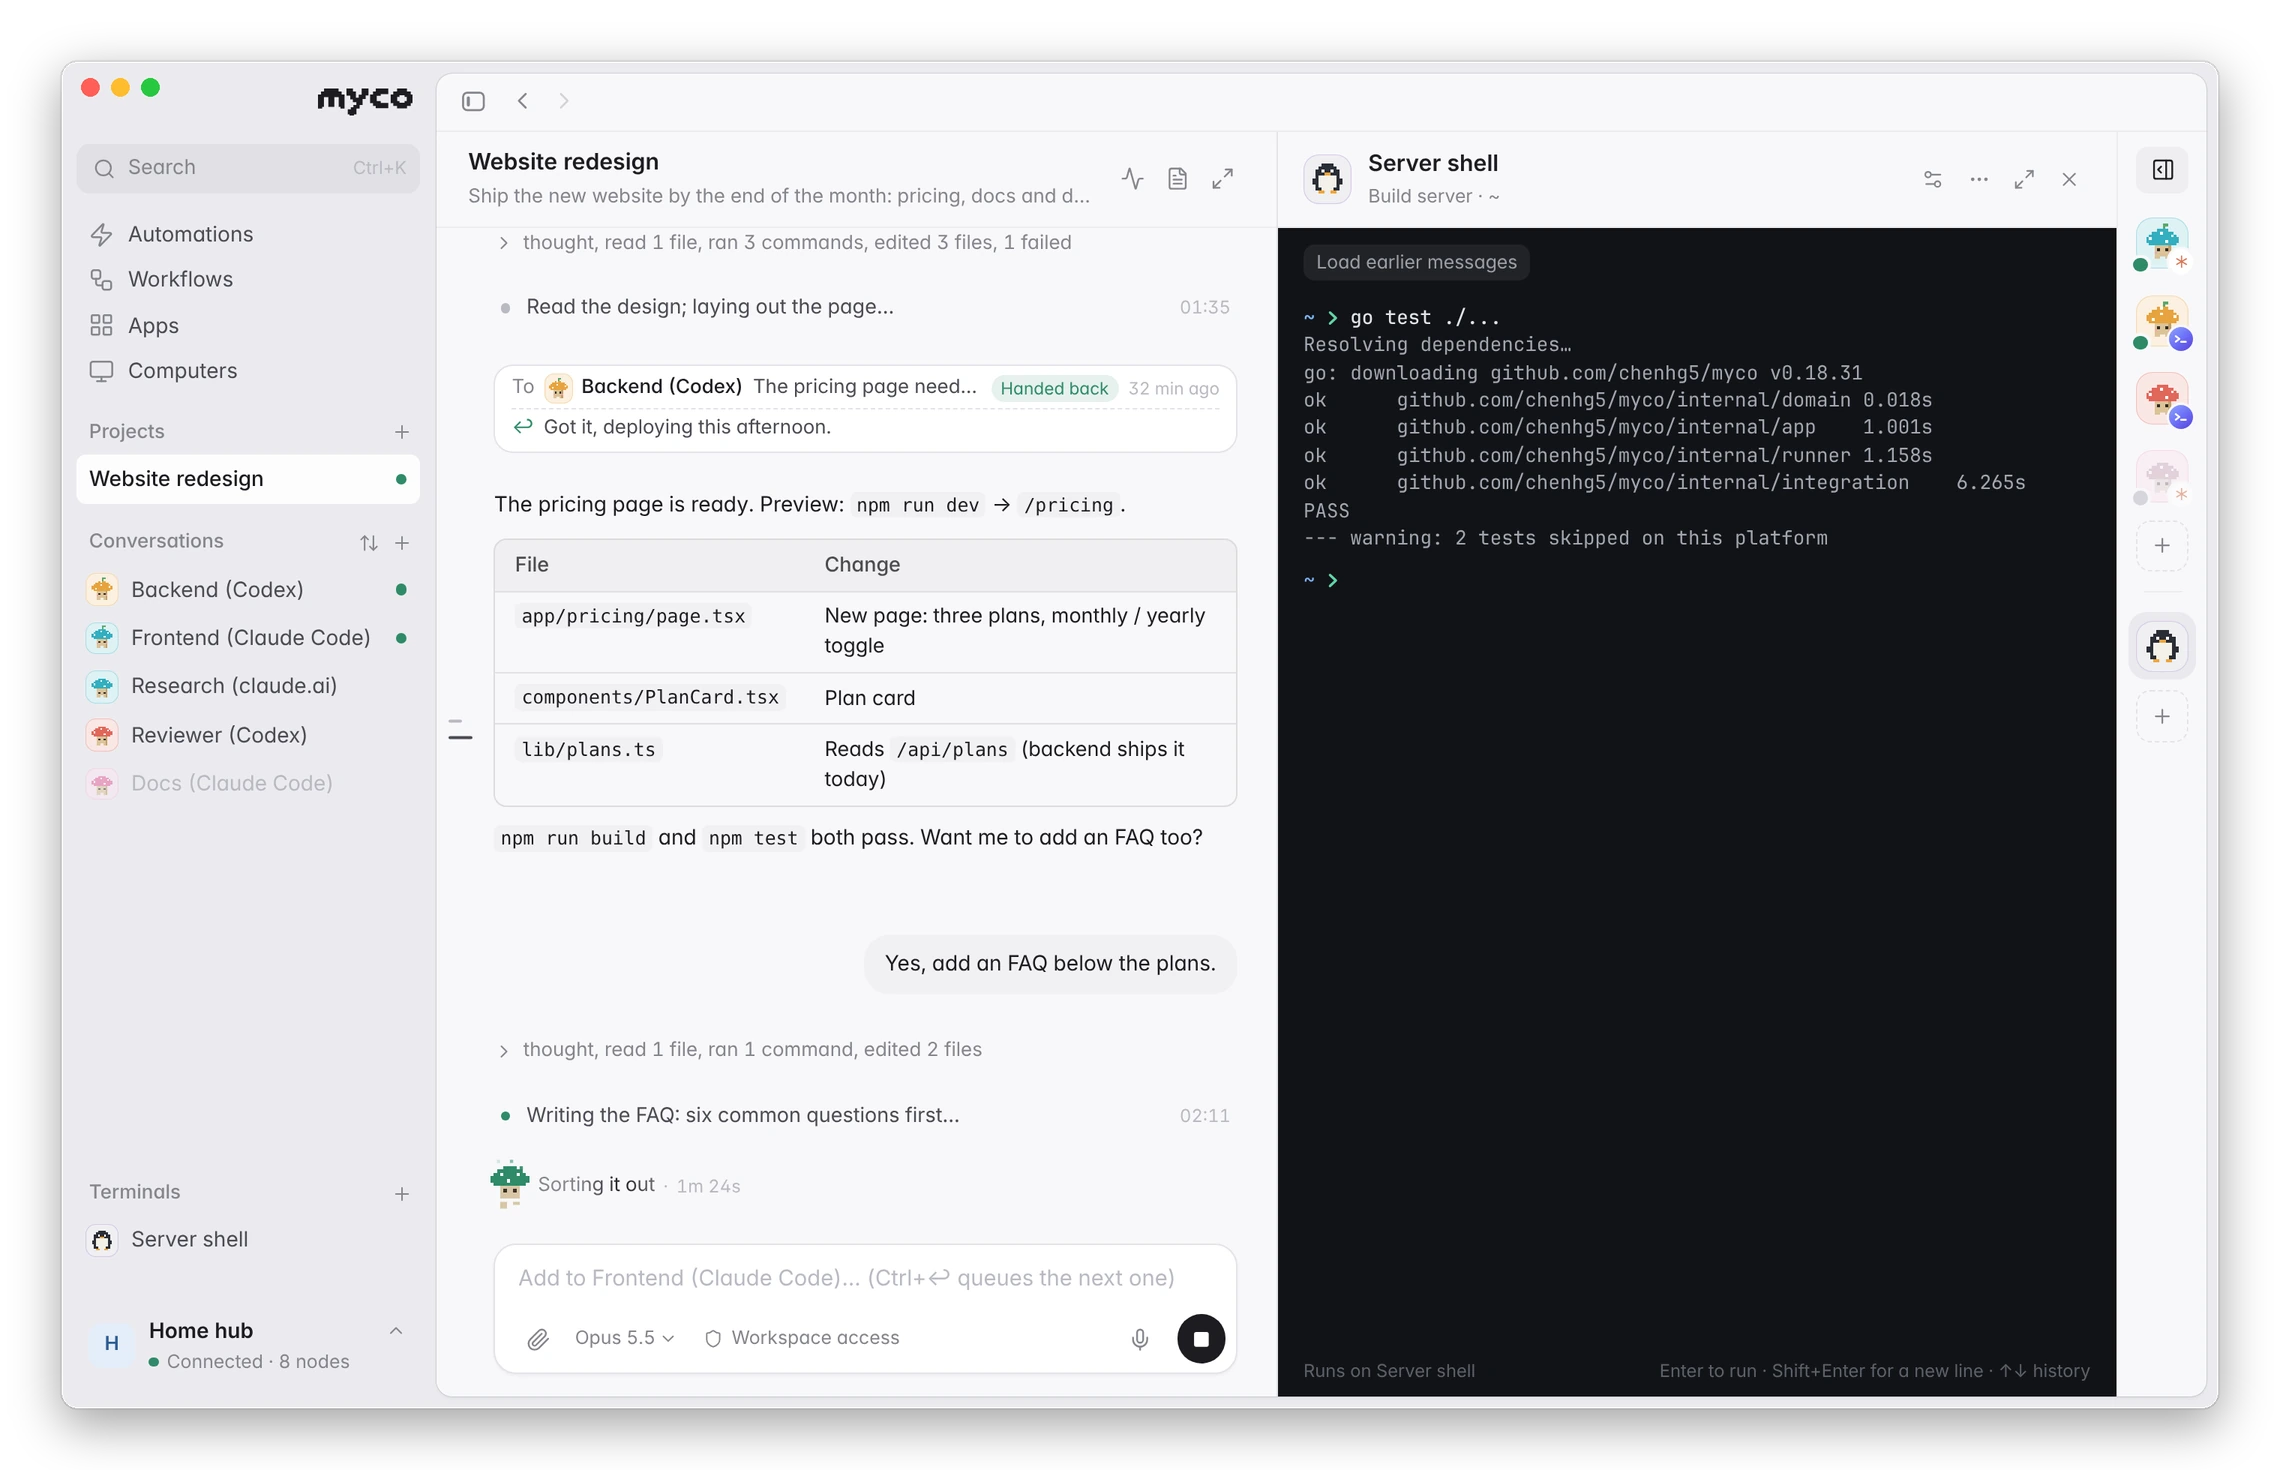 myco
Search Ctrl+K
Automations
Workflows
Apps
Computers
Projects
Website redesign
Conversations
Backend (Codex)
Frontend (Claude Code)
Research (claude.ai)
Reviewer (Codex)
Docs (Claude Code)
Terminals
Server shell
H
Home hub
Connected · 8 nodes
Website redesign
Ship the new website by the end of the month: pricing, docs and d...
thought, read 1 file, ran 3 commands, edited 3 files, 1 failed
Read the design; laying out the page... 01:35
To Backend (Codex) The pricing page need... Handed back 32 min ago
Got it, deploying this afternoon.
The pricing page is ready. Preview: npm run dev → /pricing .
File Change
app/pricing/page.tsx New page: three plans, monthly / yearly
toggle
components/PlanCard.tsx Plan card
lib/plans.ts Reads /api/plans (backend ships it
today)
npm run build and npm test both pass. Want me to add an FAQ too?
Yes, add an FAQ below the plans.
thought, read 1 file, ran 1 command, edited 2 files
Writing the FAQ: six common questions first... 02:11
Sorting it out · 1m 24s
Add to Frontend (Claude Code)... (Ctrl+↩ queues the next one)
Opus 5.5 Workspace access
Server shell
Build server · ~
Load earlier messages
~ ❯ go test ./...
Resolving dependencies…
go: downloading github.com/chenhg5/myco v0.18.31
ok github.com/chenhg5/myco/internal/domain 0.018s
ok github.com/chenhg5/myco/internal/app 1.001s
ok github.com/chenhg5/myco/internal/runner 1.158s
ok github.com/chenhg5/myco/internal/integration 6.265s
PASS
--- warning: 2 tests skipped on this platform
~ ❯
Runs on Server shell
Enter to run · Shift+Enter for a new line · ↑↓ history